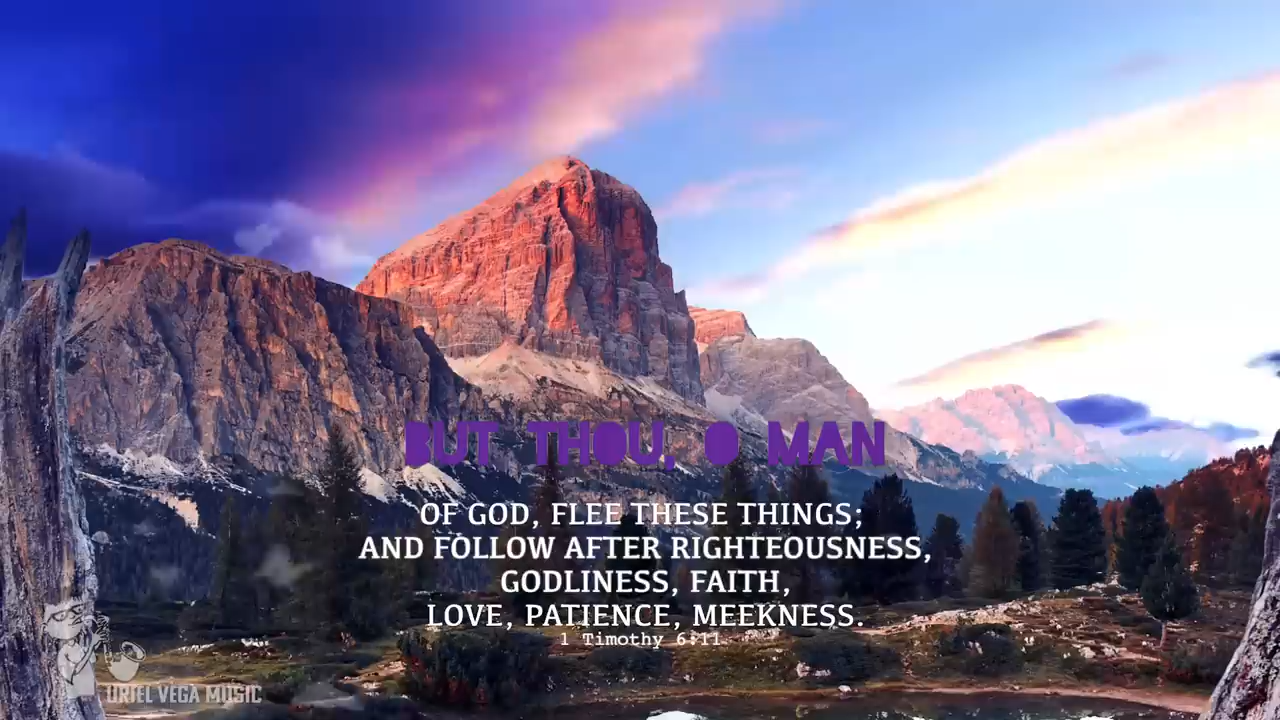 BUT THOU, O MAN
OF GOD, FLEE THESE THINGS;
AND FOLLOW AFTER RIGHTEOUSNESS,
GODLINESS, FAITH,
LOVE, PATIENCE, MEEKNESS.
1 Timothy 6:11
URIEL VEGA MUSIC